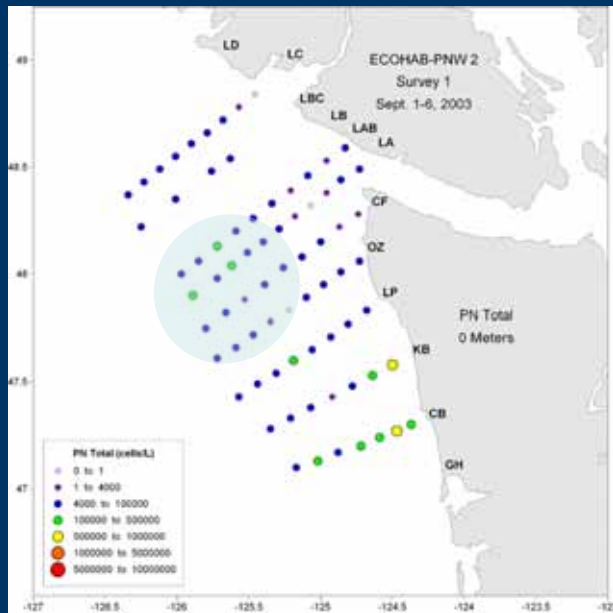 LD
LC
ECOHAB-PNW 2
Survey 1
Sept. 1-6, 2003
LBC
LB
LAB
LA
CF
OZ
LP
PN Total
0 Meters
KB
CB
GH
49
48.5
48
47.5
47
PN Total (cells/L)
0 to 1
1 to 4000
4000 to 100000
100000 to 500000
500000 to 1000000
1000000 to 5000000
5000000 to 10000000
-127 -126.5 -126 -125.5 -125 -124.5 -124 -123.5